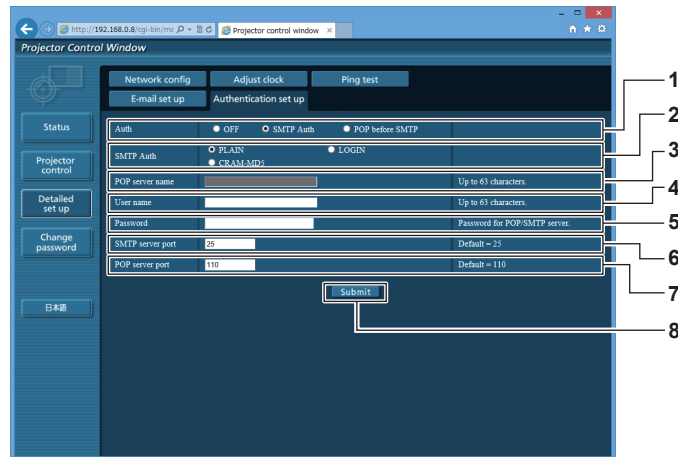 http://192.168.0.8/cgi-bin/mc
Projector control window
Projector Control Window
Network config Adjust clock Ping test
E-mail set up Authentication set up
Status
Projector control
Detailed set up
Change password
日本語
Auth OFF SMTP Auth POP before SMTP
SMTP Auth PLAIN LOGIN
CRAM-MD5
POP server name Up to 63 characters.
User name Up to 63 characters.
Password Password for POP/SMTP server.
SMTP server port 25 Default = 25
POP server port 110 Default = 110
Submit
1
2
3
4
5
6
7
8